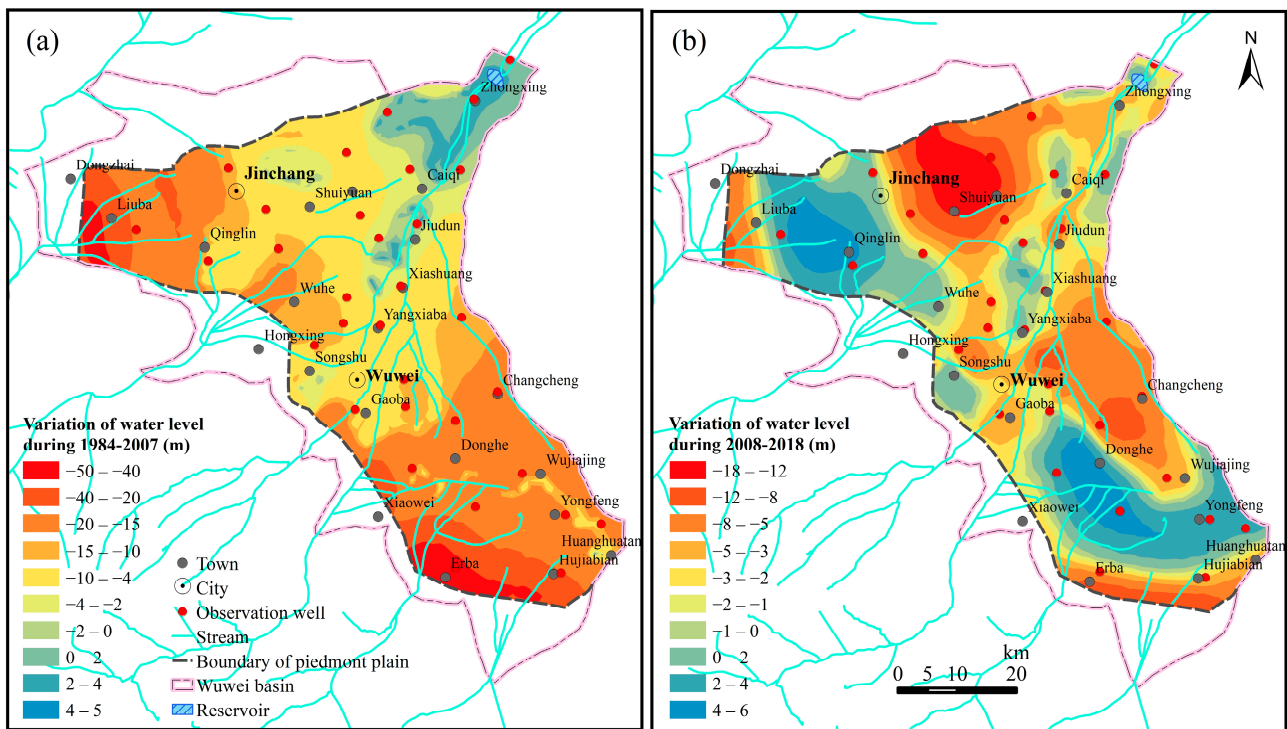 (a)
Zhongxing
Dongzhai
Jinchang
Caiqi
Shuiyuan
Liuba
Jiudun
Qinglin
Xiashuang
Wuhe
Yangxiaba
Hongxing
Songshu
Wuwei
Changcheng
Gaoba
Donghe
Wujiajing
Xiaowei
Yongfeng
Huanghuatan
Hujiabian
Erba
Variation of water level
during 1984-2007 (m)
−50 – −40
−40 – −20
−20 – −15
−15 – −10
−10 – −4
−4 – −2
−2 – 0
0 2
2 – 4
4 – 5
Town
City
Observation well
Stream
Boundary of piedmont plain
Wuwei basin
Reservoir
(b)
N
Zhongxing
Dongzhai
Jinchang
Caiqi
Shuiyuan
Liuba
Qinglin
Jiudun
Xiashuang
Wuhe
Yangxiaba
Hongxing
Songshu
Wuwei
Changcheng
Gaoba
Donghe
Wujiajing
Xiaowei
Yongfeng
Huanghuatan
Hujiabian
Erba
Variation of water level
during 2008-2018 (m)
−18 – −12
−12 – −8
−8 – −5
−5 – −3
−3 – −2
−2 – −1
−1 – 0
0 2
2 – 4
4 – 6
km
0 5 10 20